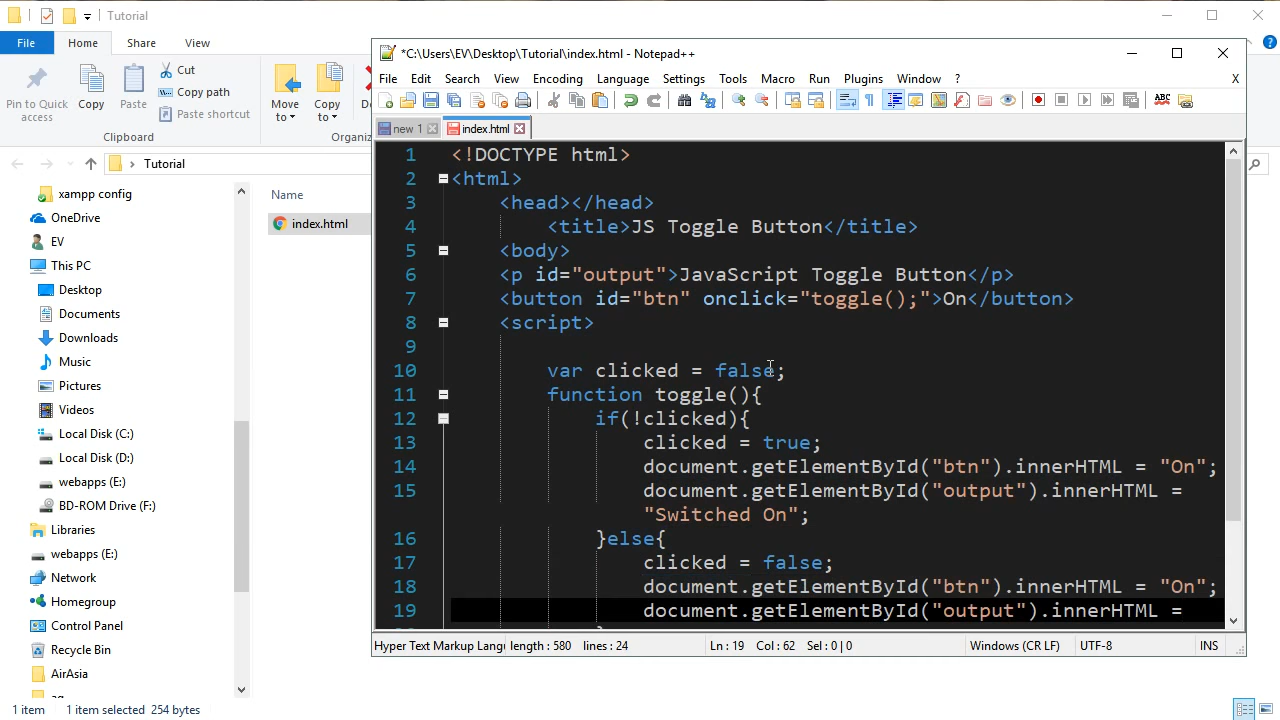 Tutorial
File Home Share View
Pin to Quick access
Copy
Paste
Cut
Copy path
Paste shortcut
Clipboard
Move to
Copy to
Organiz
Tutorial
xampp config
OneDrive
EV
This PC
Desktop
Documents
Downloads
Music
Pictures
Videos
Local Disk (C:)
Local Disk (D:)
webapps (E:)
BD-ROM Drive (F:)
Libraries
webapps (E:)
Network
Homegroup
Control Panel
Recycle Bin
AirAsia
Name
index.html
1 item 1 item selected 254 bytes
*C:\Users\EV\Desktop\Tutorial\index.html - Notepad++
File Edit Search View Encoding Language Settings Tools Macro Run Plugins Window ? X
ABC
new 1 index.html
1 <!DOCTYPE html>
2 <html>
3 <head></head>
4 <title>JS Toggle Button</title>
5 <body>
6 <p id="output">JavaScript Toggle Button</p>
7 <button id="btn" onclick="toggle();">On</button>
8 <script>
9
10 var clicked = false;
11 function toggle(){
12 if(!clicked){
13 clicked = true;
14 document.getElementById("btn").innerHTML = "On";
15 document.getElementById("output").innerHTML =
"Switched On";
16 }else{
17 clicked = false;
18 document.getElementById("btn").innerHTML = "On";
19 document.getElementById("output").innerHTML =
Hyper Text Markup Lang length : 580 lines : 24 Ln : 19 Col : 62 Sel : 0 | 0 Windows (CR LF) UTF-8 INS